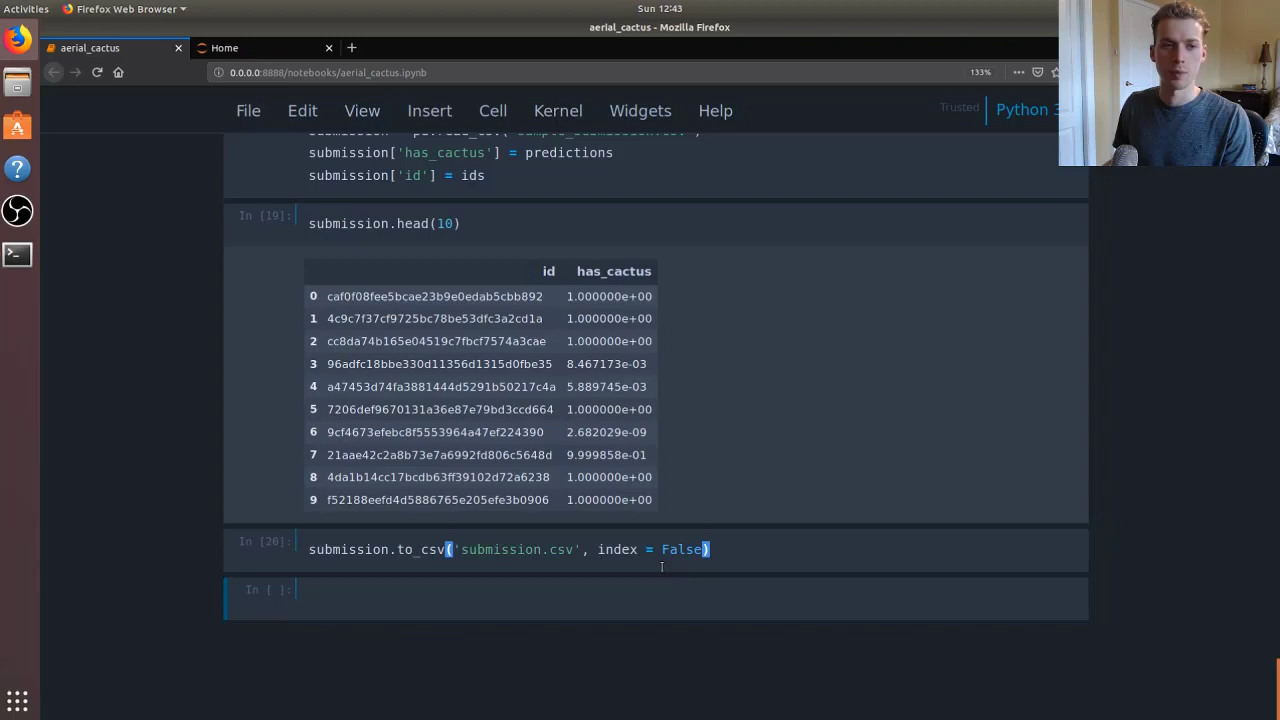 Activities
Firefox Web Browser
Sun 12:43
aerial_cactus - Mozilla Firefox
aerial_cactus
Home
0.0.0.0:8888/notebooks/aerial_cactus.ipynb
133%
File Edit View Insert Cell Kernel Widgets Help
Trusted
Python 3
submission['has_cactus'] = predictions
submission['id'] = ids
In [19]:
submission.head(10)
id has_cactus
0 caf0f08fee5bcae23b9e0edab5cbb892 1.000000e+00
1 4c9c7f37cf9725bc78be53dfc3a2cd1a 1.000000e+00
2 cc8da74b165e04519c7fbcf7574a3cae 1.000000e+00
3 96adfc18bbe330d11356d1315d0fbe35 8.467173e-03
4 a47453d74fa3881444d5291b50217c4a 5.889745e-03
5 7206def9670131a36e87e79bd3ccd664 1.000000e+00
6 9cf4673efebc8f5553964a47ef224390 2.682029e-09
7 21aae42c2a8b73e7a6992fd806c5648d 9.999858e-01
8 4da1b14cc17bcdb63ff39102d72a6238 1.000000e+00
9 f52188eefd4d5886765e205efe3b0906 1.000000e+00
In [20]:
submission.to_csv('submission.csv', index = False)
In [ ]: